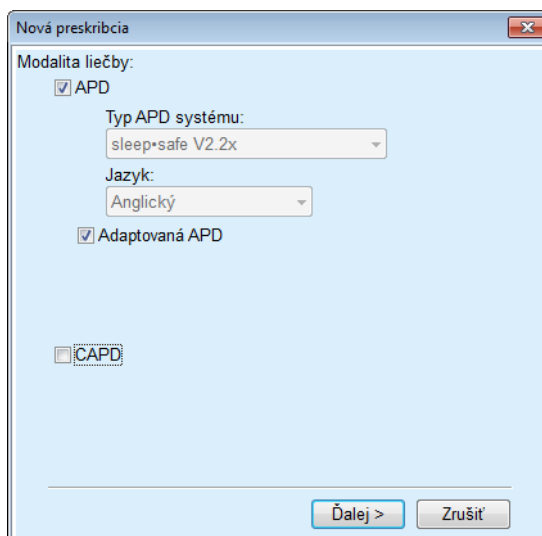 Nová preskribcia
Modalita liečby:
APD
Typ APD systému:
sleep•safe V2.2x
Jazyk:
Anglický
Adaptovaná APD
CAPD
Ďalej >
Zrušiť